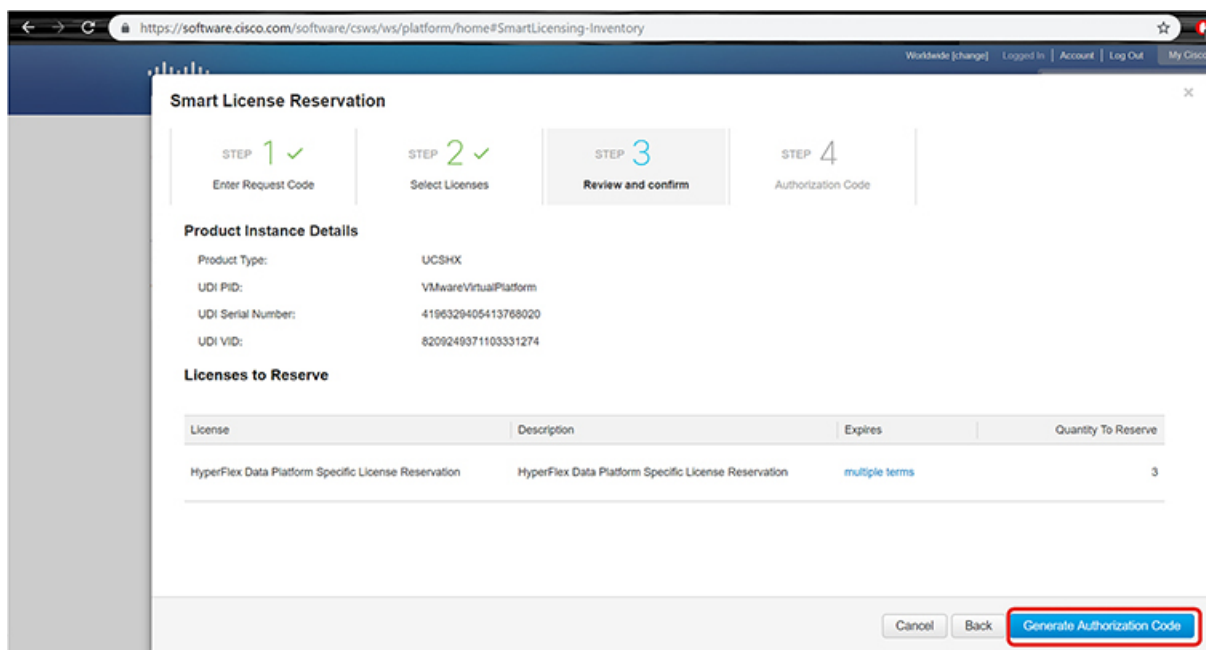 https://software.cisco.com/software/csws/ws/platform/home#SmartLicensing-Inventory
Worldwide [change] Logged In | Account | Log Out My Cisco
Smart License Reservation
STEP 1 ✓ STEP 2 ✓ STEP 3 STEP 4
Enter Request Code Select Licenses Review and confirm Authorization Code
Product Instance Details
Product Type: UCSHX
UDI PID: VMwareVirtualPlatform
UDI Serial Number: 4196329405413768020
UDI VID: 8209249371103331274
Licenses to Reserve
License Description Expires Quantity To Reserve
HyperFlex Data Platform Specific License Reservation HyperFlex Data Platform Specific License Reservation multiple terms 3
Cancel Back Generate Authorization Code